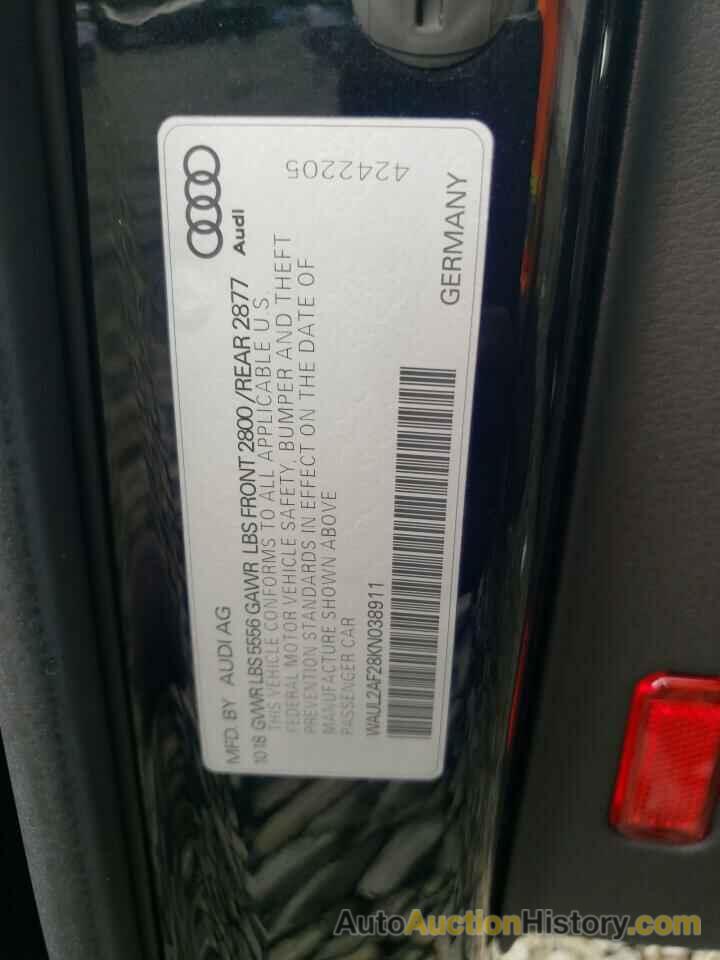 MFD. BY AUDI AG
10 18 GVWR LBS 5556 GAWR LBS FRONT 2800 /REAR 2877
THIS VEHICLE CONFORMS TO ALL APPLICABLE U.S.
FEDERAL MOTOR VEHICLE SAFETY, BUMPER AND THEFT
PREVENTION STANDARDS IN EFFECT ON THE DATE OF
MANUFACTURE SHOWN ABOVE
PASSENGER CAR
WAUL2AF28KN038911
GERMANY
Audi
4242205
AutoAuctionHistory.com